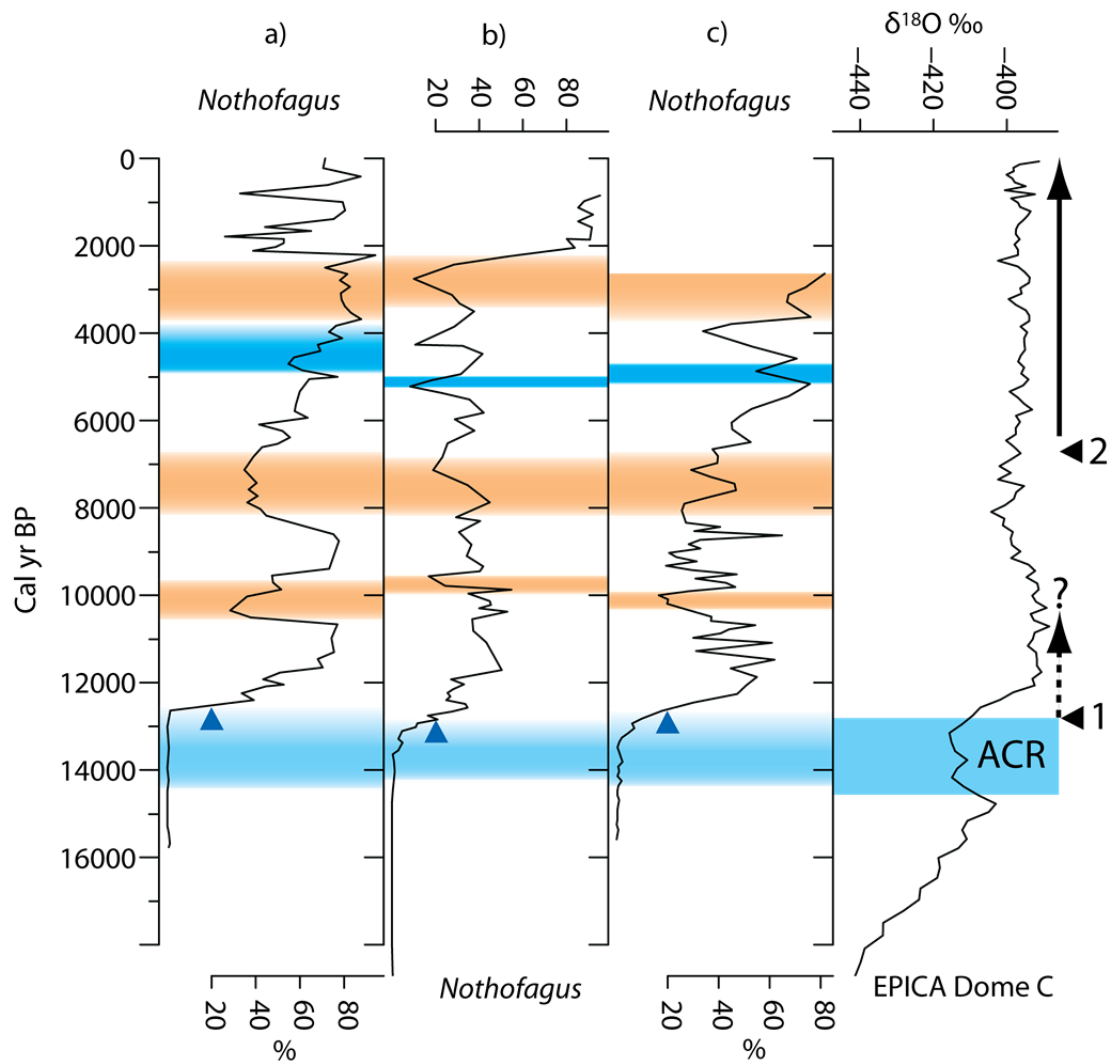 a)
b)
c)
δ¹⁸O ‰
Nothofagus
Nothofagus
20
40
60
80
-440
-420
-400
Cal yr BP
0
2000
4000
6000
8000
10000
12000
14000
16000
2
?
1
ACR
Nothofagus
EPICA Dome C
20
40
60
80
%
20
40
60
80
%